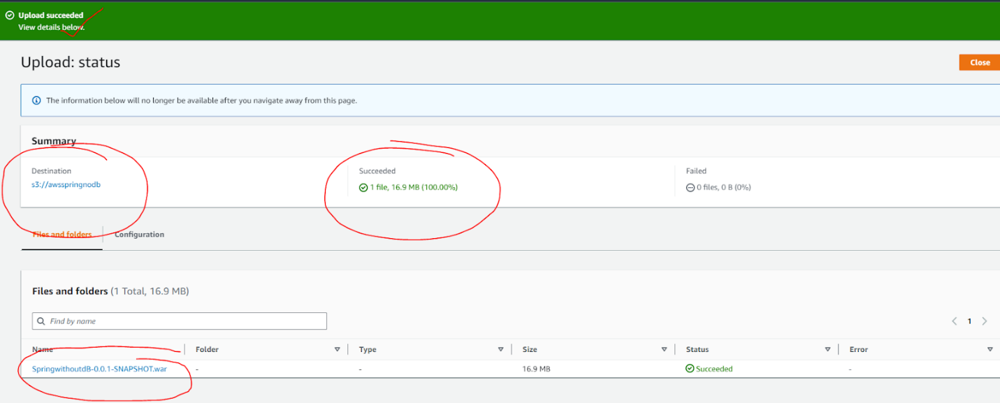 Upload succeeded
View details below.
Upload: status
Close
The information below will no longer be available after you navigate away from this page.
Summary
Destination
s3://awsspringnodb
Succeeded
1 file, 16.9 MB (100.00%)
Failed
0 files, 0 B (0%)
Files and folders
Configuration
Files and folders (1 Total, 16.9 MB)
Find by name
1
Name Folder Type Size Status Error
SpringwithoutdB-0.0.1-SNAPSHOT.war - - 16.9 MB Succeeded -